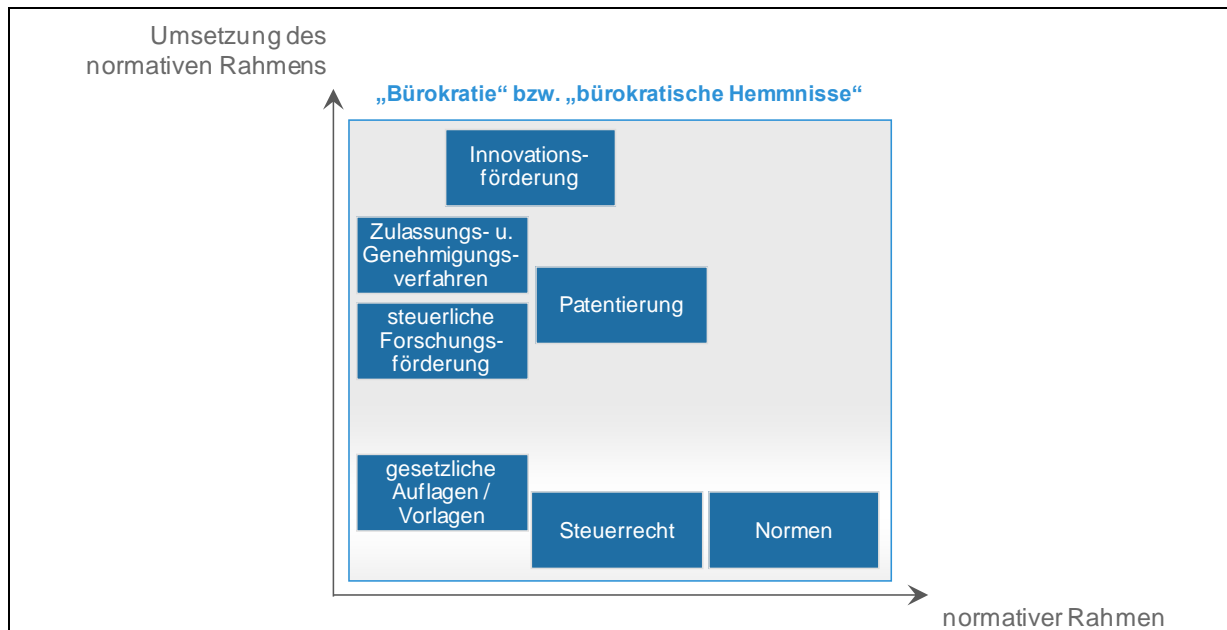 Umsetzung des
normativen Rahmens
„Bürokratie“ bzw. „bürokratische Hemmnisse“
Innovations-
förderung
Zulassungs- u.
Genehmigungs-
verfahren
Patentierung
steuerliche
Forschungs-
förderung
gesetzliche
Auflagen /
Vorlagen
Steuerrecht
Normen
normativer Rahmen